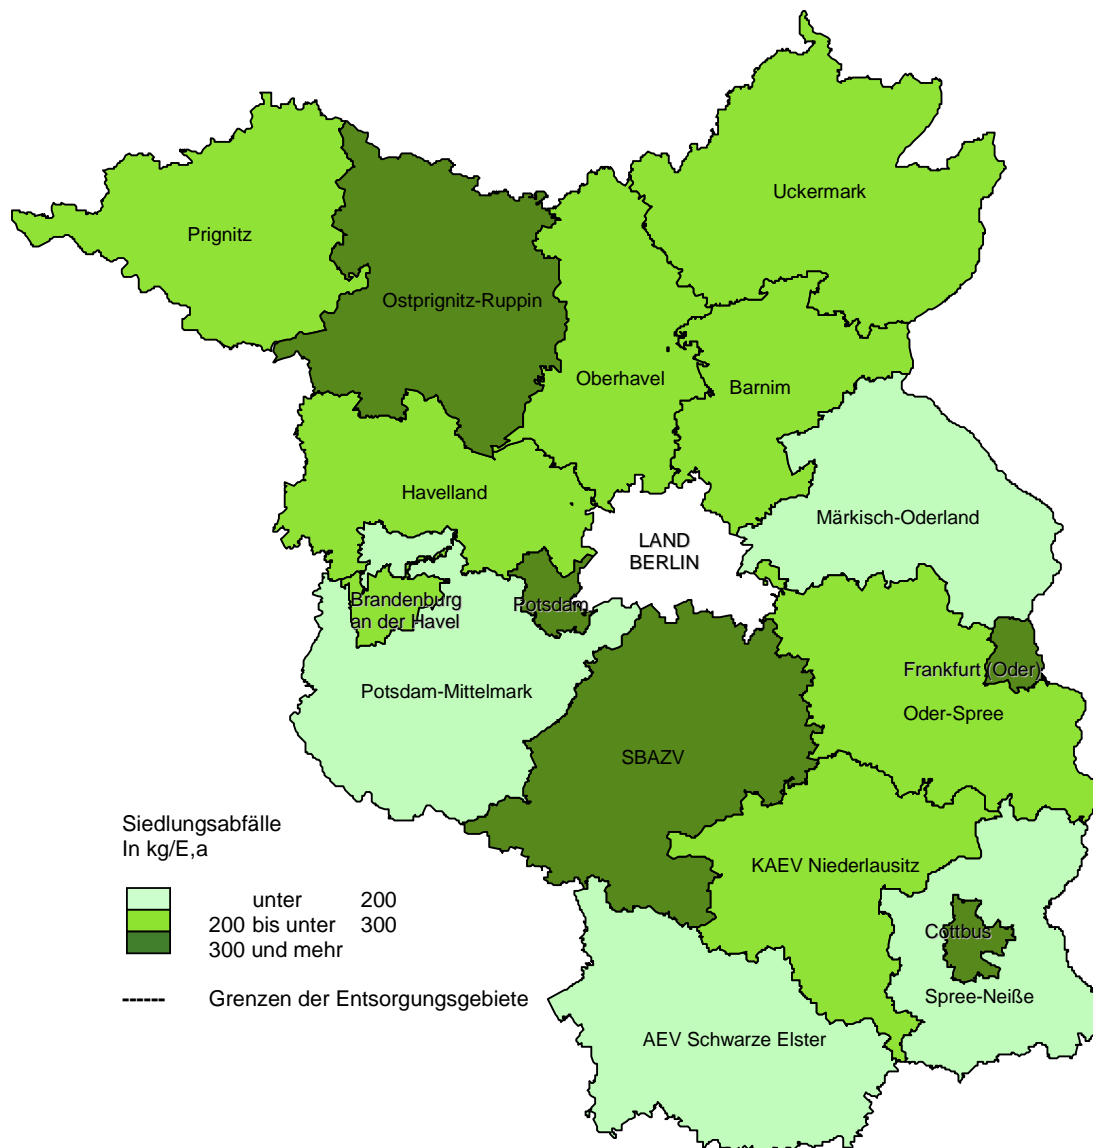 Uckermark
Prignitz
Ostprignitz-Ruppin
Oberhavel
Barnim
Havelland
Märkisch-Oderland
LAND
BERLIN
Brandenburg
an der Havel
Potsdam
Frankfurt (Oder)
Potsdam-Mittelmark
Oder-Spree
SBAZV
KAEV Niederlausitz
Cottbus
Spree-Neiße
AEV Schwarze Elster
Siedlungsabfälle
In kg/E,a
unter 200
200 bis unter 300
300 und mehr
------ Grenzen der Entsorgungsgebiete